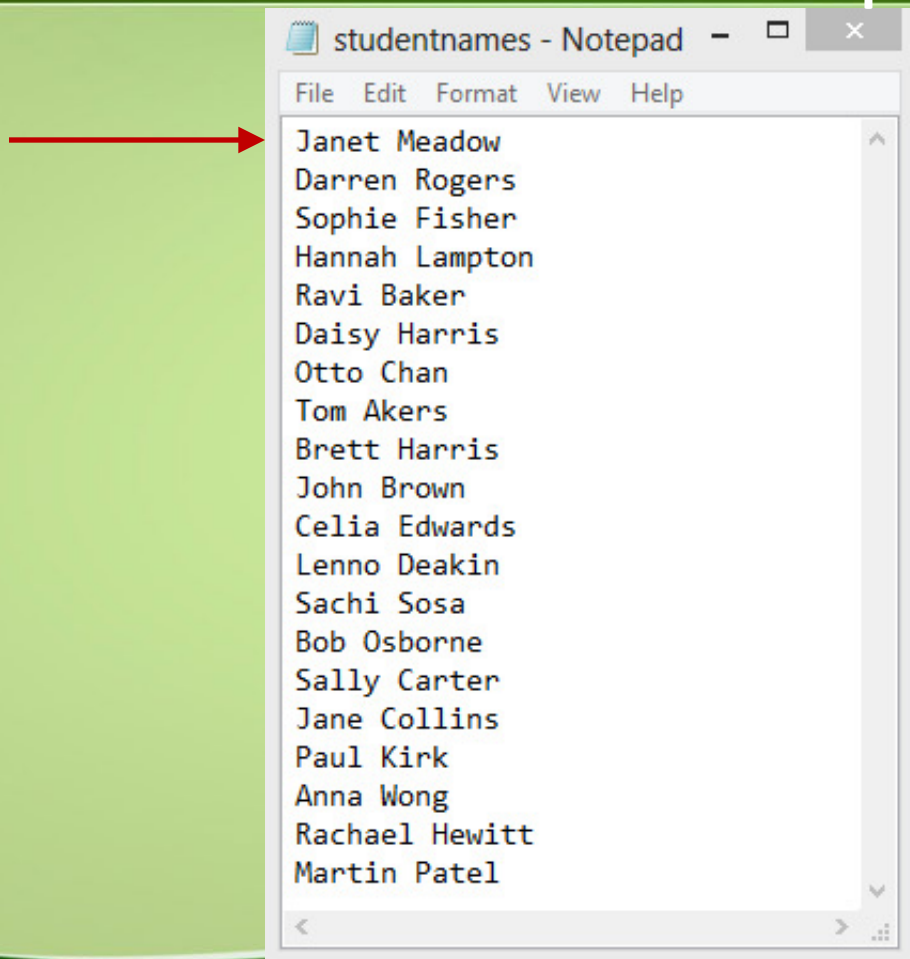 studentnames - Notepad
File Edit Format View Help
Janet Meadow
Darren Rogers
Sophie Fisher
Hannah Lampton
Ravi Baker
Daisy Harris
Otto Chan
Tom Akers
Brett Harris
John Brown
Celia Edwards
Lenno Deakin
Sachi Sosa
Bob Osborne
Sally Carter
Jane Collins
Paul Kirk
Anna Wong
Rachael Hewitt
Martin Patel